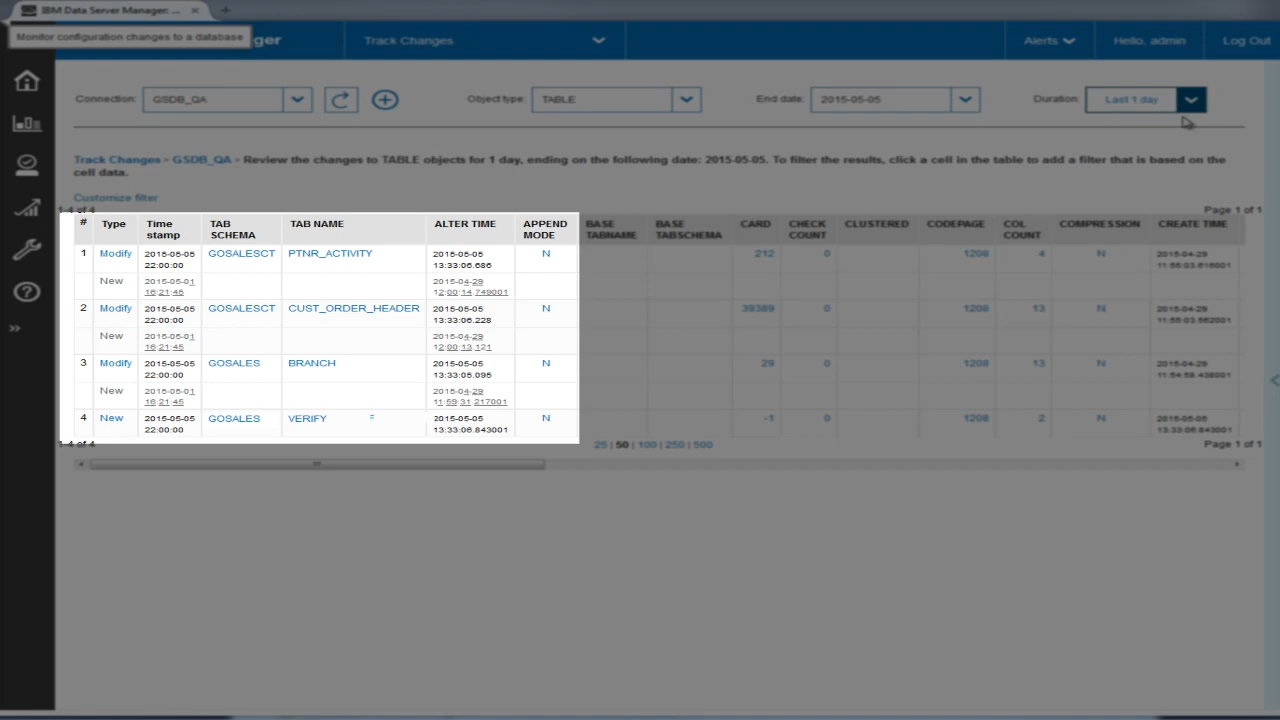 IBM Data Server Manager: ...
Monitor configuration changes to a database
ger
Track Changes
Alerts
Hello, admin
Log Out
Connection: GSDB_QA
Object type: TABLE
End date: 2015-05-05
Duration: Last 1 day
Track Changes > GSDB_QA > Review the changes to TABLE objects for 1 day, ending on the following date: 2015-05-05. To filter the results, click a cell in the table to add a filter that is based on the
cell data.
Customize filter
1-4 of 4 Page 1 of 1
# Type Time TAB TAB NAME ALTER TIME APPEND BASE BASE CARD CHECK CLUSTERED CODEPAGE COL COMPRESSION CREATE TIME
stamp SCHEMA MODE TABNAME TABSCHEMA COUNT COUNT
1 Modify 2015-05-05 GOSALESCT PTNR_ACTIVITY 2015-05-05 N 212 0 1208 4 N 2015-04-29
22:00:00 13:33:06.686 11:55:03.616001
New 2015-05-01 2015-04-29
16:21:45 12:00:14.749001
2 Modify 2015-05-05 GOSALESCT CUST_ORDER_HEADER 2015-05-05 N 39389 0 1208 13 N 2015-04-29
22:00:00 13:33:06.228 11:55:03.562001
New 2015-05-01 2015-04-29
16:21:45 12:00:13.121
3 Modify 2015-05-05 GOSALES BRANCH 2015-05-05 N 29 0 1208 13 N 2015-04-29
22:00:00 13:33:05.095 11:54:58.438001
New 2015-05-01 2015-04-29
16:21:45 11:59:31.217001
4 New 2015-05-05 GOSALES VERIFY 2015-05-05 N -1 0 1208 2 N 2015-05-05
22:00:00 13:33:06.843001 13:33:06.843001
1-4 of 4 25 | 50 | 100 | 250 | 500 Page 1 of 1